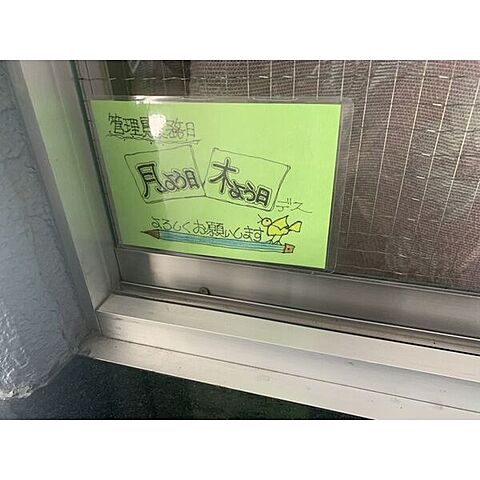 管理員業務日
月よう日 木よう日 デス
よろしくお願いします